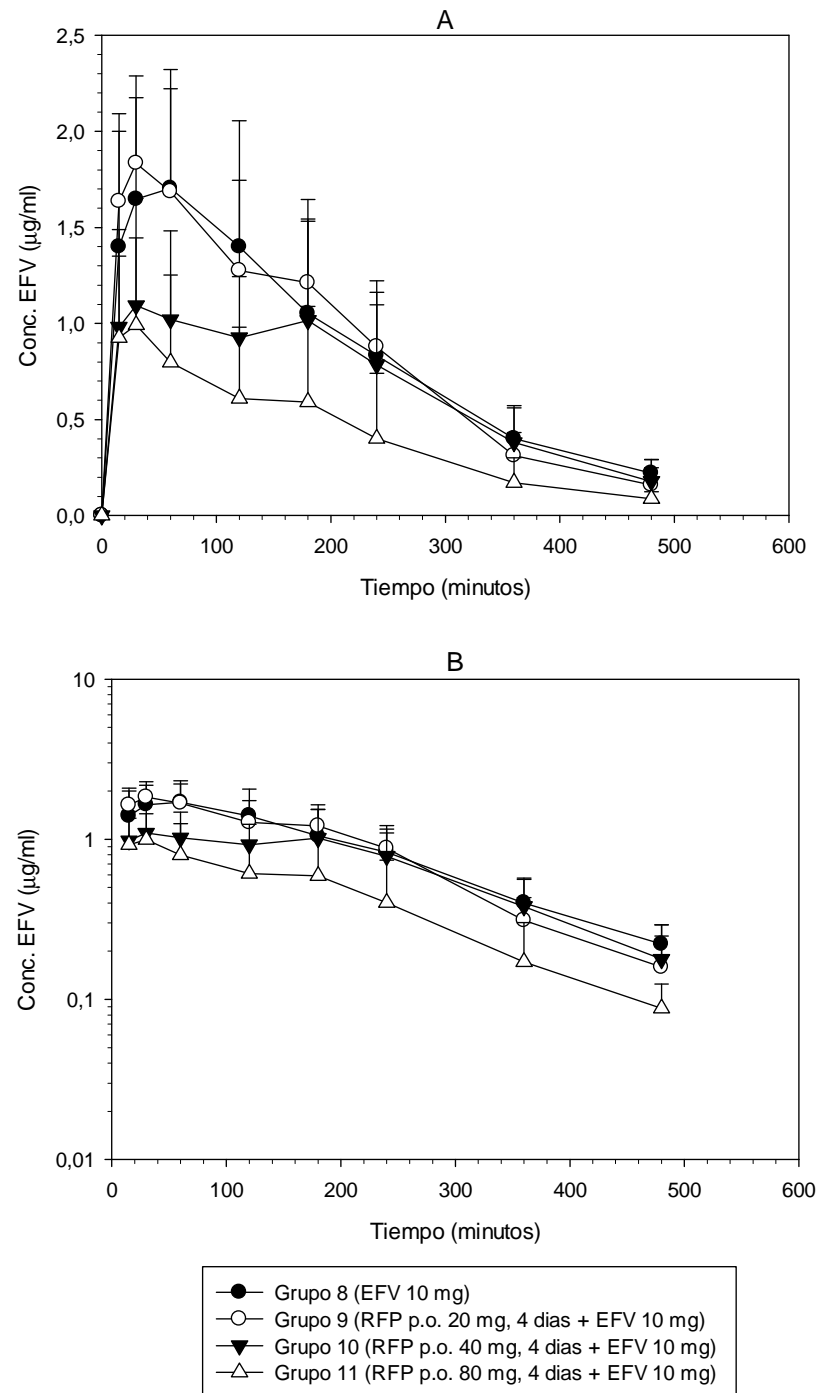 A
2,5
2,0
1,5
1,0
0,5
0,0
Conc. EFV (μg/ml)
0 100 200 300 400 500 600
Tiempo (minutos)
B
10
1
0,1
0,01
Conc. EFV (μg/ml)
0 100 200 300 400 500 600
Tiempo (minutos)
Grupo 8 (EFV 10 mg)
Grupo 9 (RFP p.o. 20 mg, 4 dias + EFV 10 mg)
Grupo 10 (RFP p.o. 40 mg, 4 dias + EFV 10 mg)
Grupo 11 (RFP p.o. 80 mg, 4 dias + EFV 10 mg)